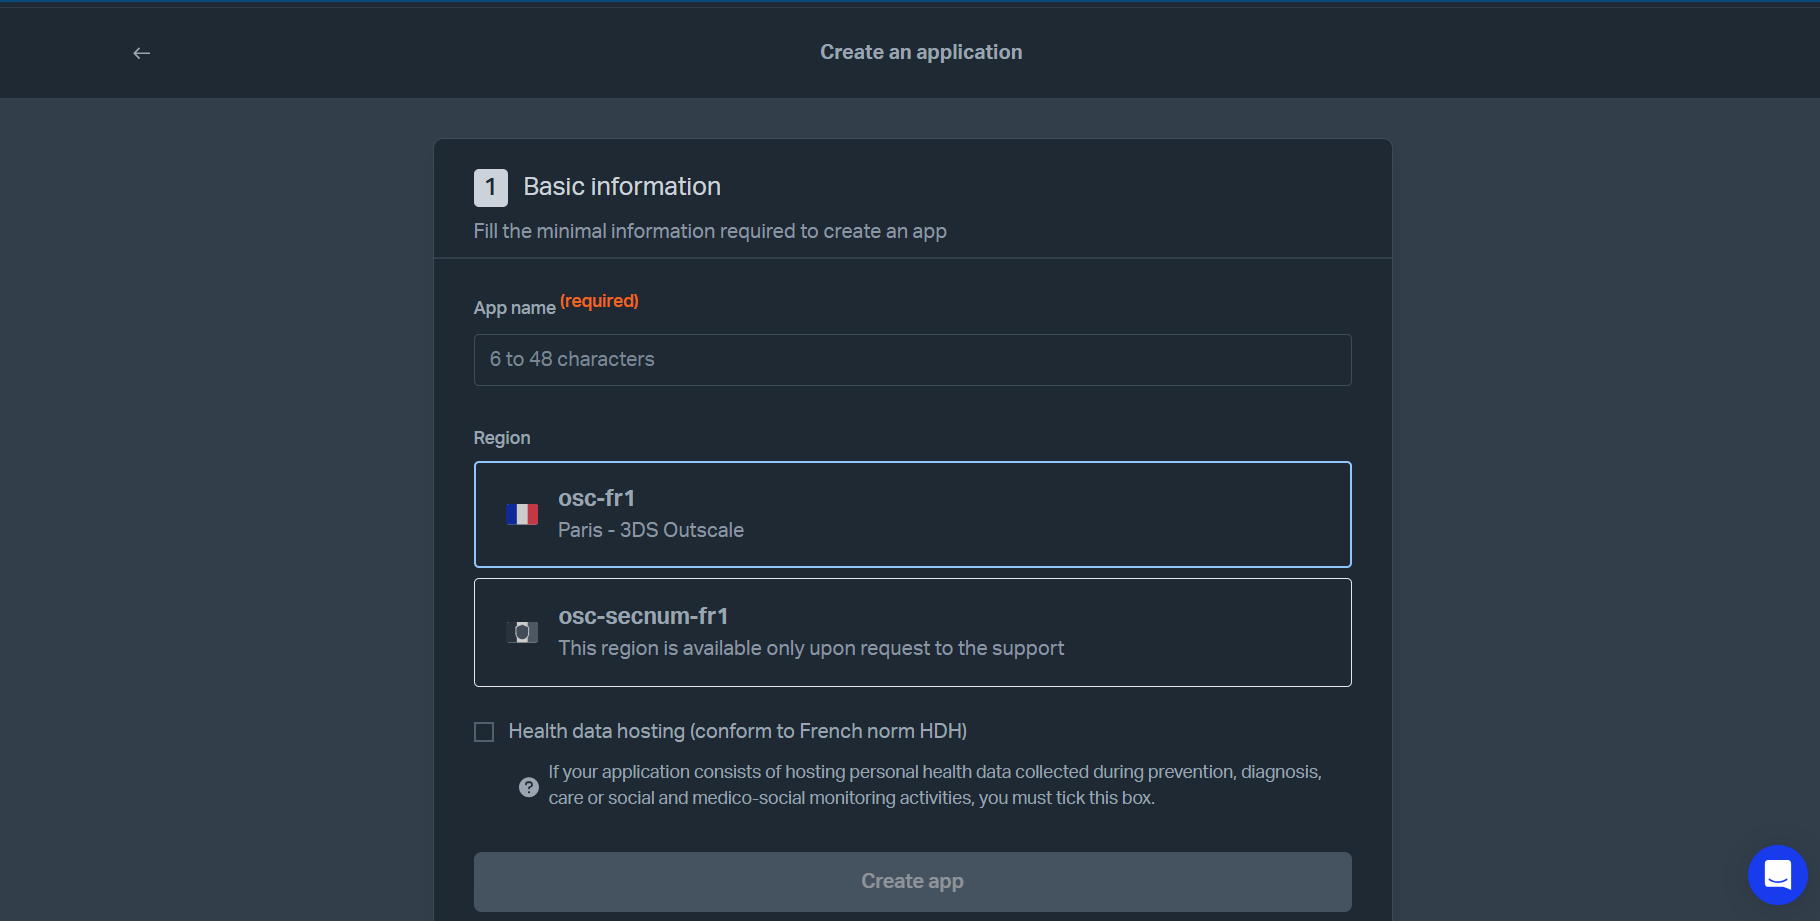 Create an application
1 Basic information
Fill the minimal information required to create an app
App name (required)
6 to 48 characters
Region
osc-fr1
Paris - 3DS Outscale
osc-secnum-fr1
This region is available only upon request to the support
Health data hosting (conform to French norm HDH)
If your application consists of hosting personal health data collected during prevention, diagnosis,
care or social and medico-social monitoring activities, you must tick this box.
Create app